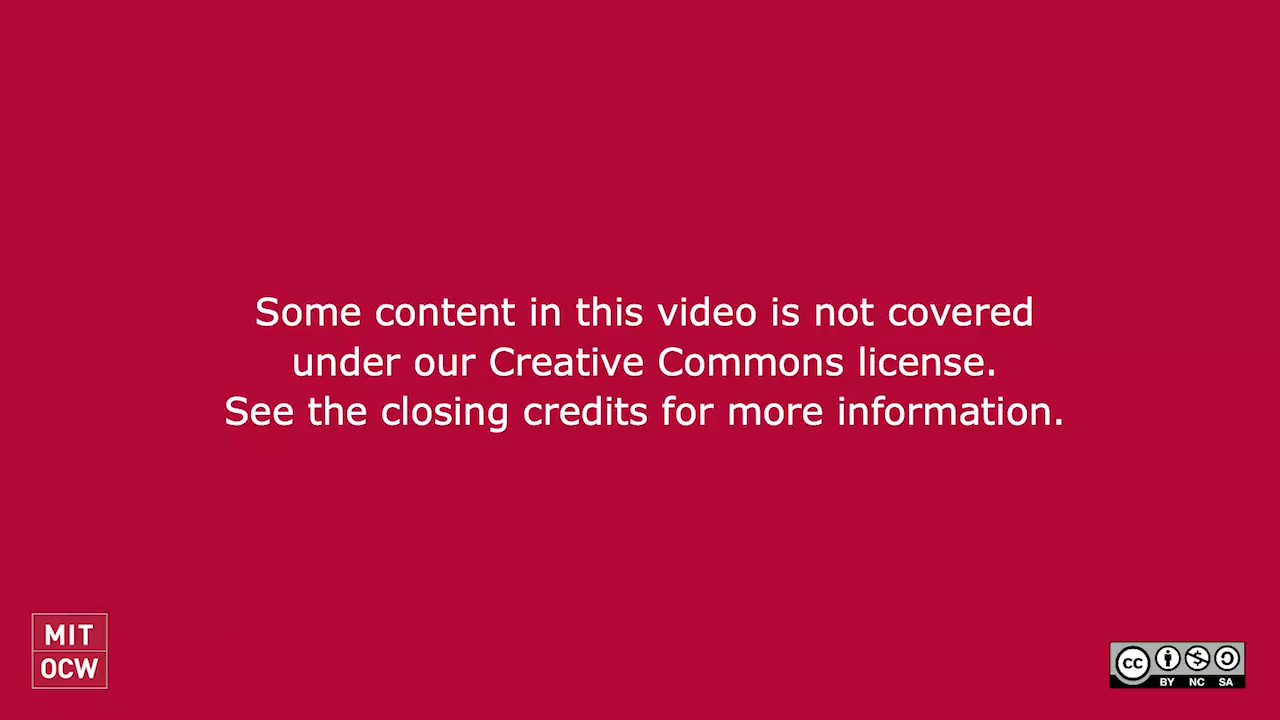 Some content in this video is not covered
under our Creative Commons license.
See the closing credits for more information.
MIT
OCW
cc
BY NC SA